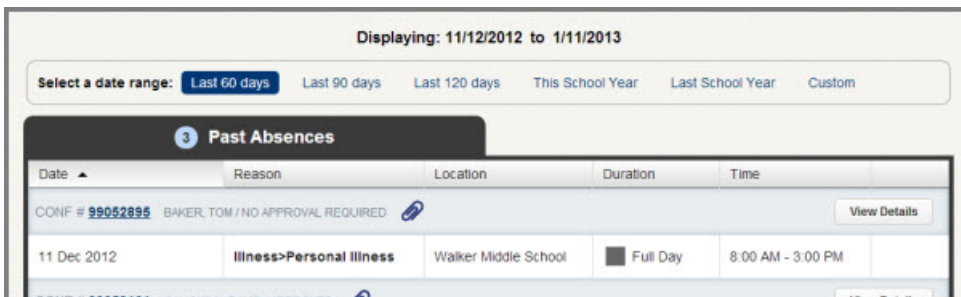 Displaying: 11/12/2012 to 1/11/2013
Select a date range: Last 60 days Last 90 days Last 120 days This School Year Last School Year Custom
3 Past Absences
Date Reason Location Duration Time
CONF # 99052895 BAKER, TOM / NO APPROVAL REQUIRED View Details
11 Dec 2012 Illness>Personal Illness Walker Middle School Full Day 8:00 AM - 3:00 PM